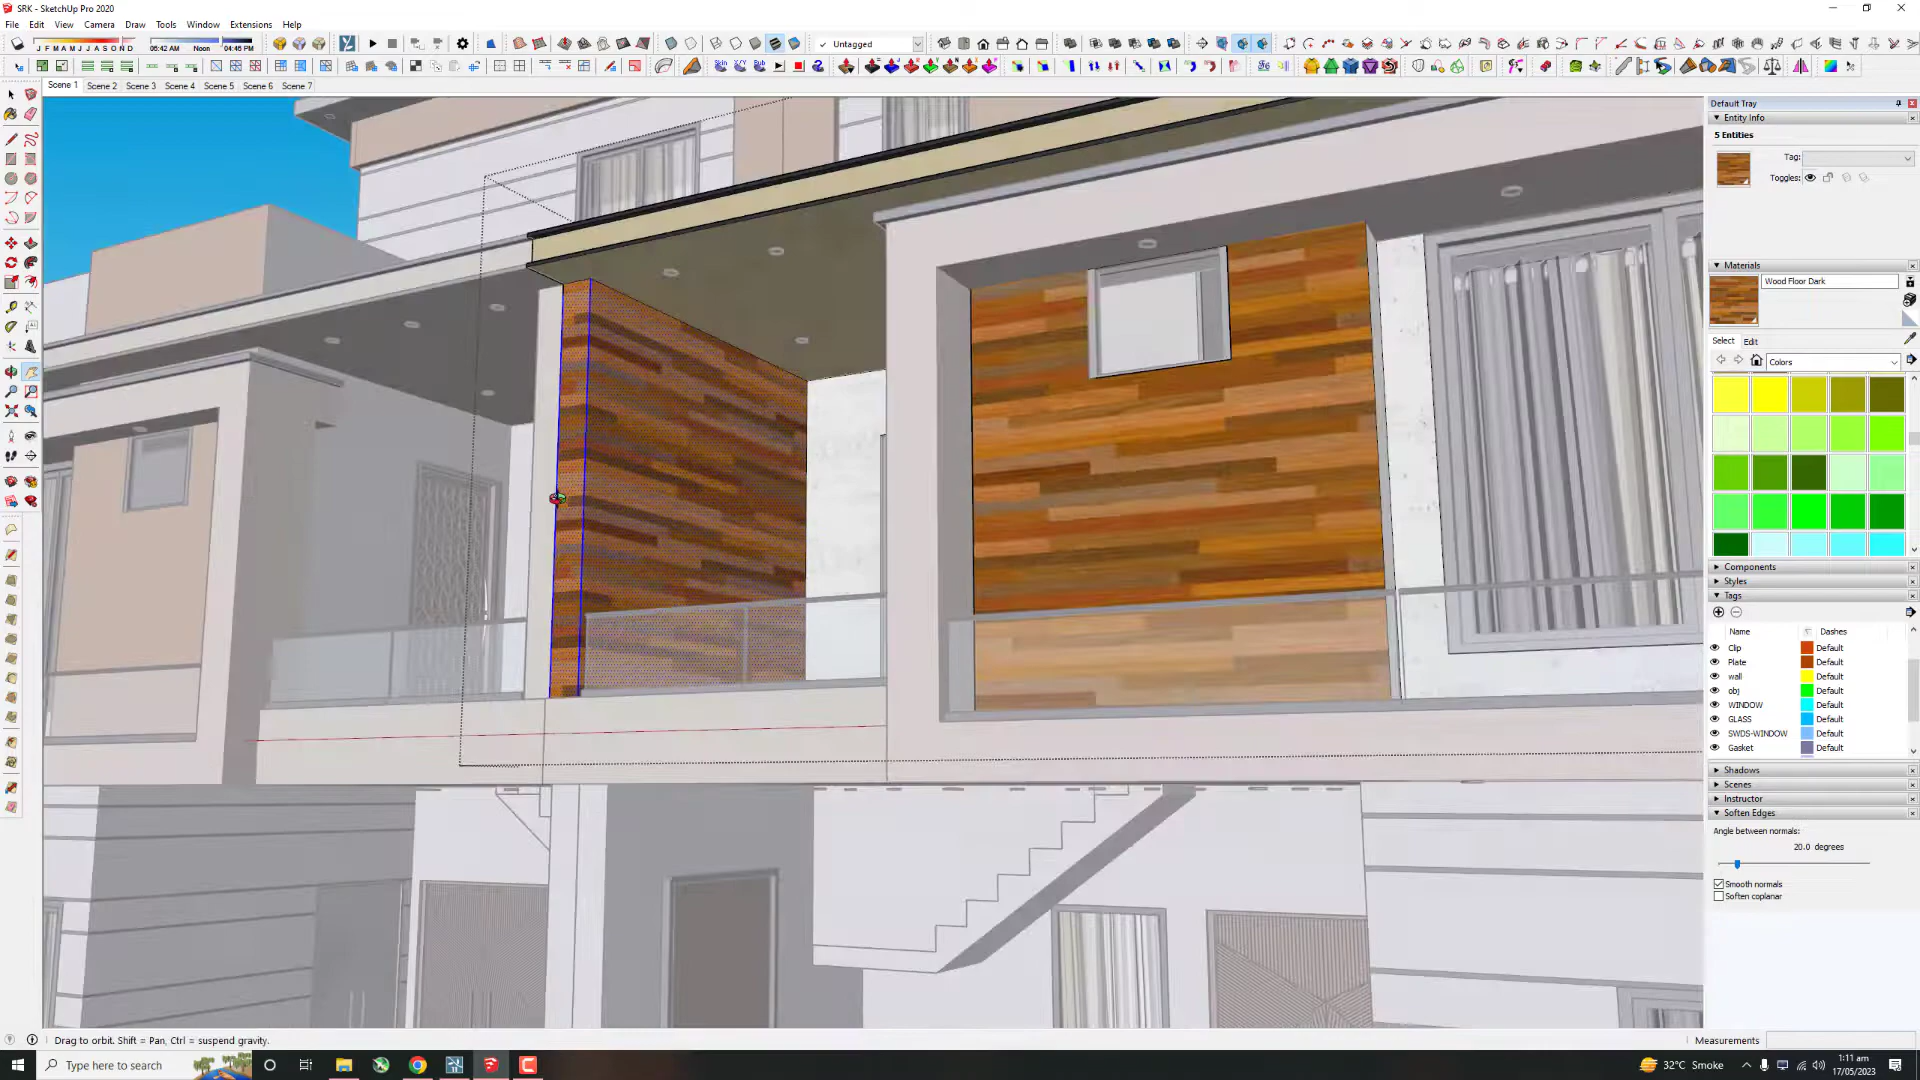 SRK - SketchUp Pro 2020
File Edit View Camera Draw Tools Window Extensions Help
J F M A M J J A S O N D 05:42 AM Noon 04:45 PM
✓ Untagged
Skin X/Y Bub
Scene 1 Scene 2 Scene 3 Scene 4 Scene 5 Scene 6 Scene 7
Default Tray
Entity Info
5 Entities
Tag:
Toggles:
Materials
Wood Floor Dark
Select Edit
Colors
Components
Styles
Tags
Name Dashes
Clip Default
Plate Default
wall Default
obj Default
WINDOW Default
GLASS Default
SWDS-WINDOW Default
Gasket Default
Shadows
Scenes
Instructor
Soften Edges
Angle between normals:
20.0 degrees
Smooth normals
Soften coplanar
Drag to orbit. Shift = Pan, Ctrl = suspend gravity.
Measurements
Type here to search
32°C Smoke
1:11 am
17/05/2023